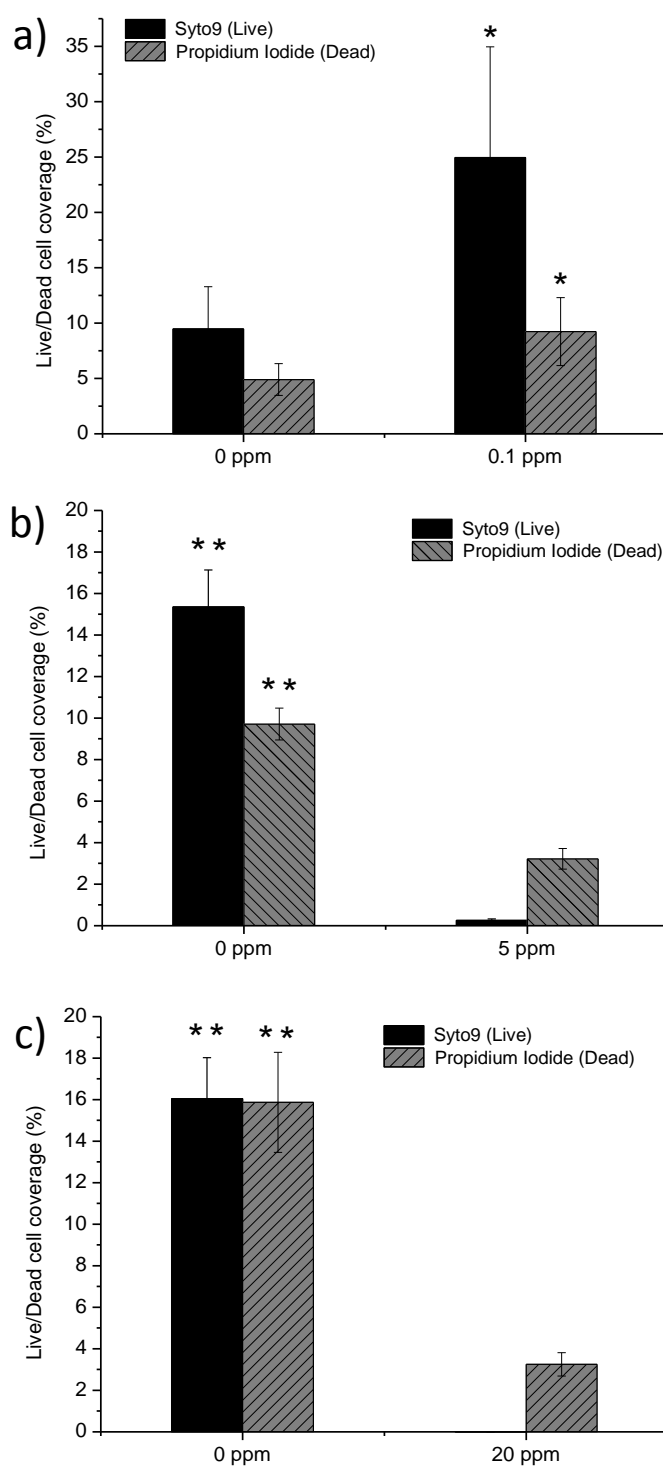 a)
Syto9 (Live)
Propidium Iodide (Dead)
Live/Dead cell coverage (%)
35
30
25
20
15
10
5
0
*
*
0 ppm
0.1 ppm
b)
Syto9 (Live)
Propidium Iodide (Dead)
Live/Dead cell coverage (%)
20
18
16
14
12
10
8
6
4
2
0
* *
* *
0 ppm
5 ppm
c)
Syto9 (Live)
Propidium Iodide (Dead)
Live/Dead cell coverage (%)
20
18
16
14
12
10
8
6
4
2
0
* *
* *
0 ppm
20 ppm